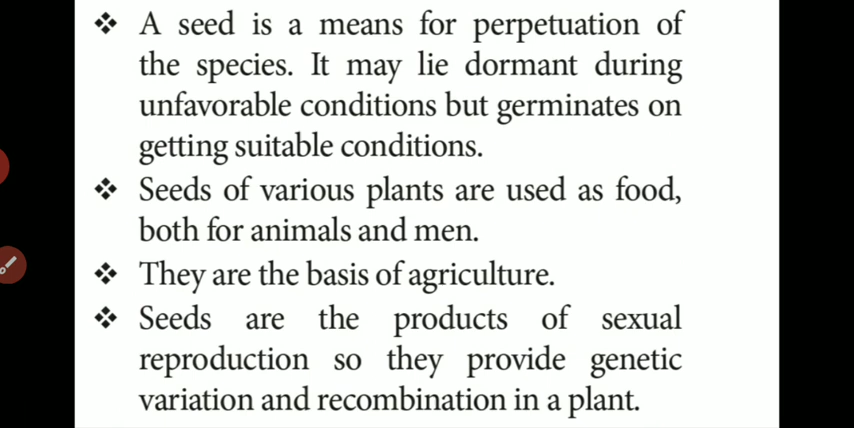 ❖ A seed is a means for perpetuation of
the species. It may lie dormant during
unfavorable conditions but germinates on
getting suitable conditions.
❖ Seeds of various plants are used as food,
both for animals and men.
❖ They are the basis of agriculture.
❖ Seeds are the products of sexual
reproduction so they provide genetic
variation and recombination in a plant.